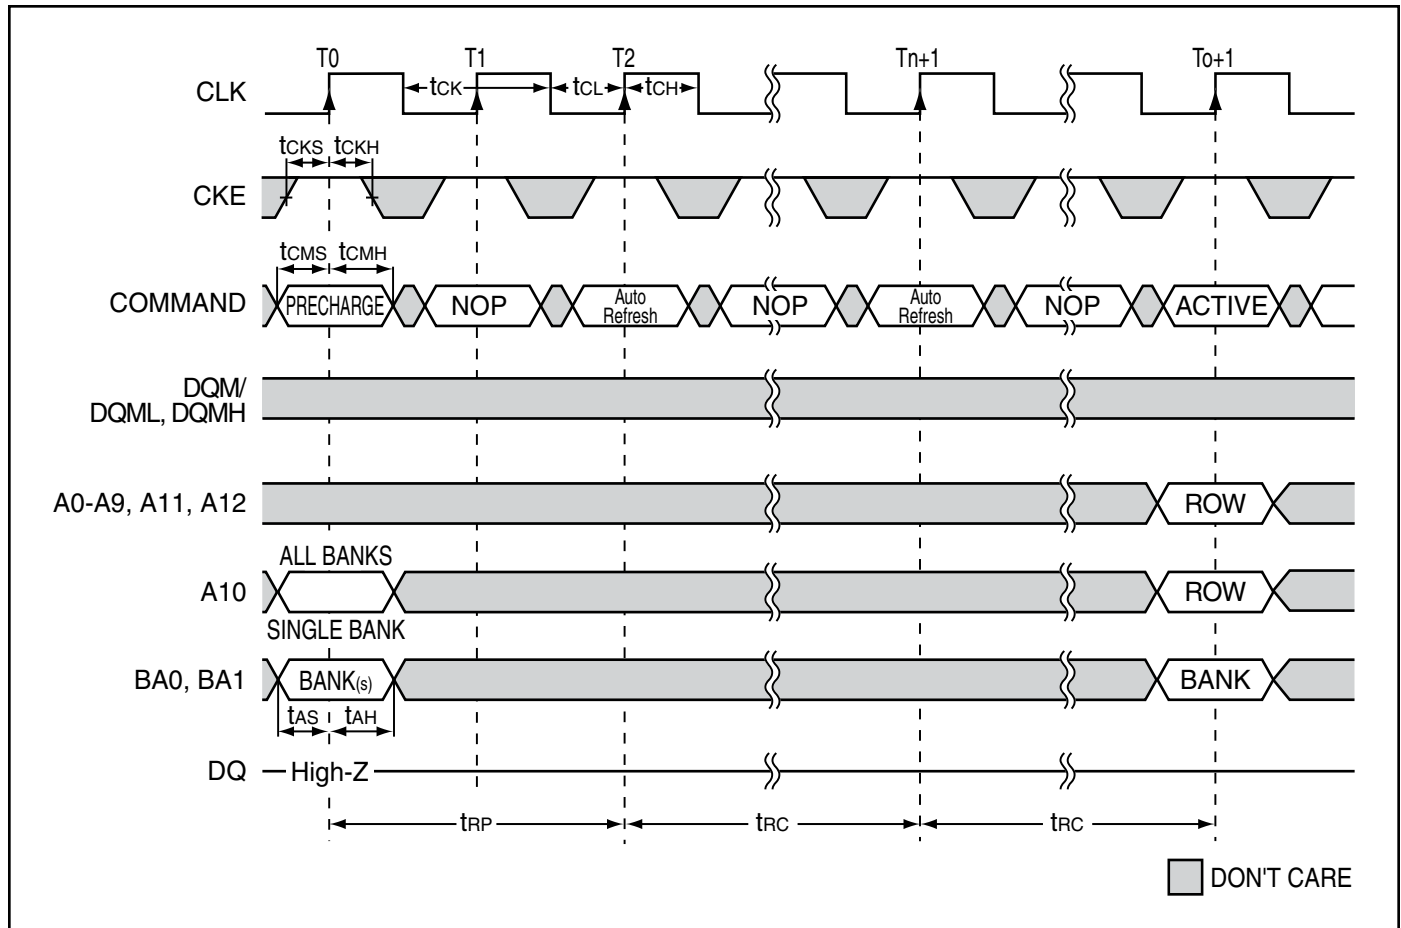 T0 T1 T2 Tn+1 To+1
CLK tCK tCL tCH
tCKS tCKH
CKE
tCMS tCMH
COMMAND PRECHARGE NOP Auto Refresh NOP Auto Refresh NOP ACTIVE
DQM/
DQML, DQMH
A0-A9, A11, A12 ROW
ALL BANKS
A10 ROW
SINGLE BANK
BA0, BA1 BANK(s) BANK
tAS tAH
DQ High-Z
tRP tRC tRC
DON'T CARE